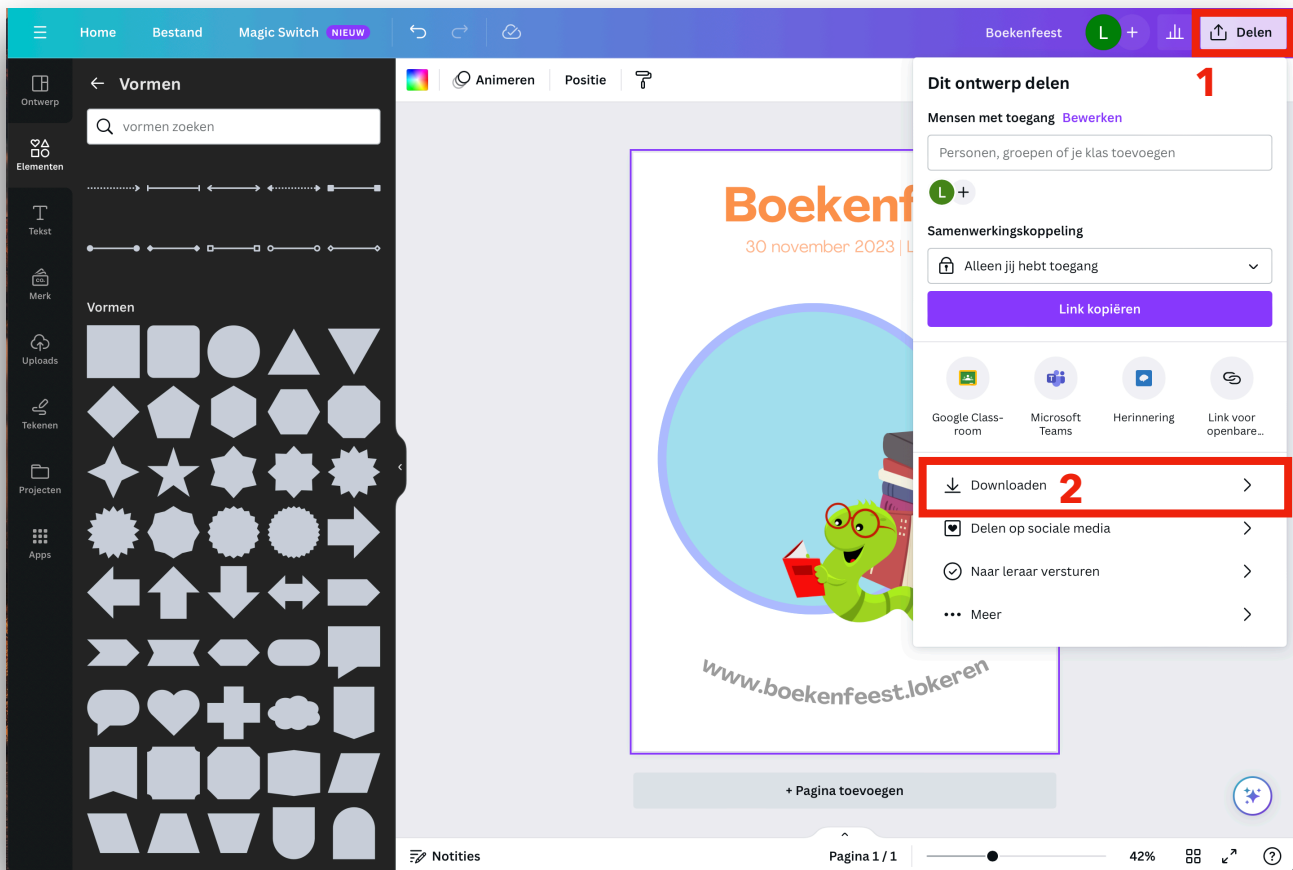 Home
Bestand
Magic Switch NIEUW
Boekenfeest
L
+
Delen
1
Ontwerp
Elementen
Tekst
CO.
Merk
Uploads
Tekenen
Projecten
Apps
Vormen
vormen zoeken
Vormen
Animeren
Positie
Boekenf
30 november 2023 | L
www.boekenfeest.lokeren
+ Pagina toevoegen
Dit ontwerp delen
Mensen met toegang Bewerken
Personen, groepen of je klas toevoegen
L +
Samenwerkingskoppeling
Alleen jij hebt toegang
Link kopiëren
Google Class-
room
Microsoft
Teams
Herinnering
Link voor
openbare...
Downloaden 2
Delen op sociale media
Naar leraar versturen
Meer
Notities
Pagina 1 / 1
42%
?